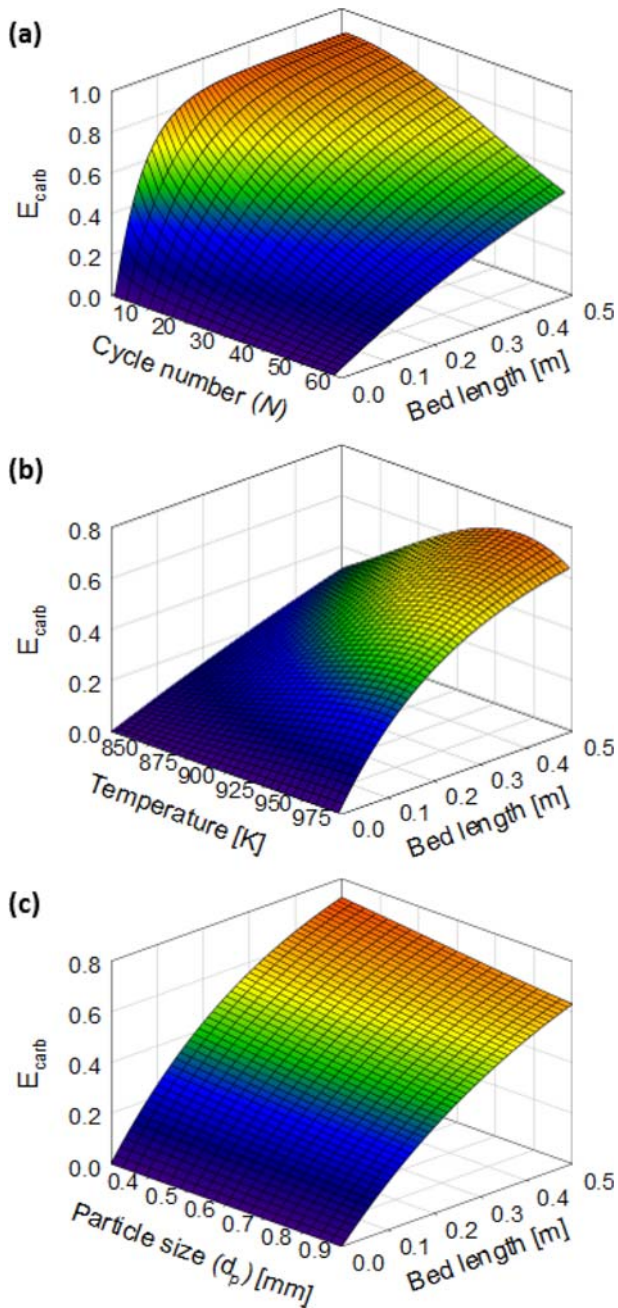 (a)
1.0
0.8
0.6
0.4
0.2
0.0
E_carb
10 20 30 40 50 60
Cycle number (N)
0.0 0.1 0.2 0.3 0.4 0.5
Bed length [m]
(b)
0.8
0.6
0.4
0.2
0.0
E_carb
850 875 900 925 950 975
Temperature [K]
0.0 0.1 0.2 0.3 0.4 0.5
Bed length [m]
(c)
0.8
0.6
0.4
0.2
0.0
E_carb
0.4 0.5 0.6 0.7 0.8 0.9
Particle size (d_p) [mm]
0.0 0.1 0.2 0.3 0.4 0.5
Bed length [m]